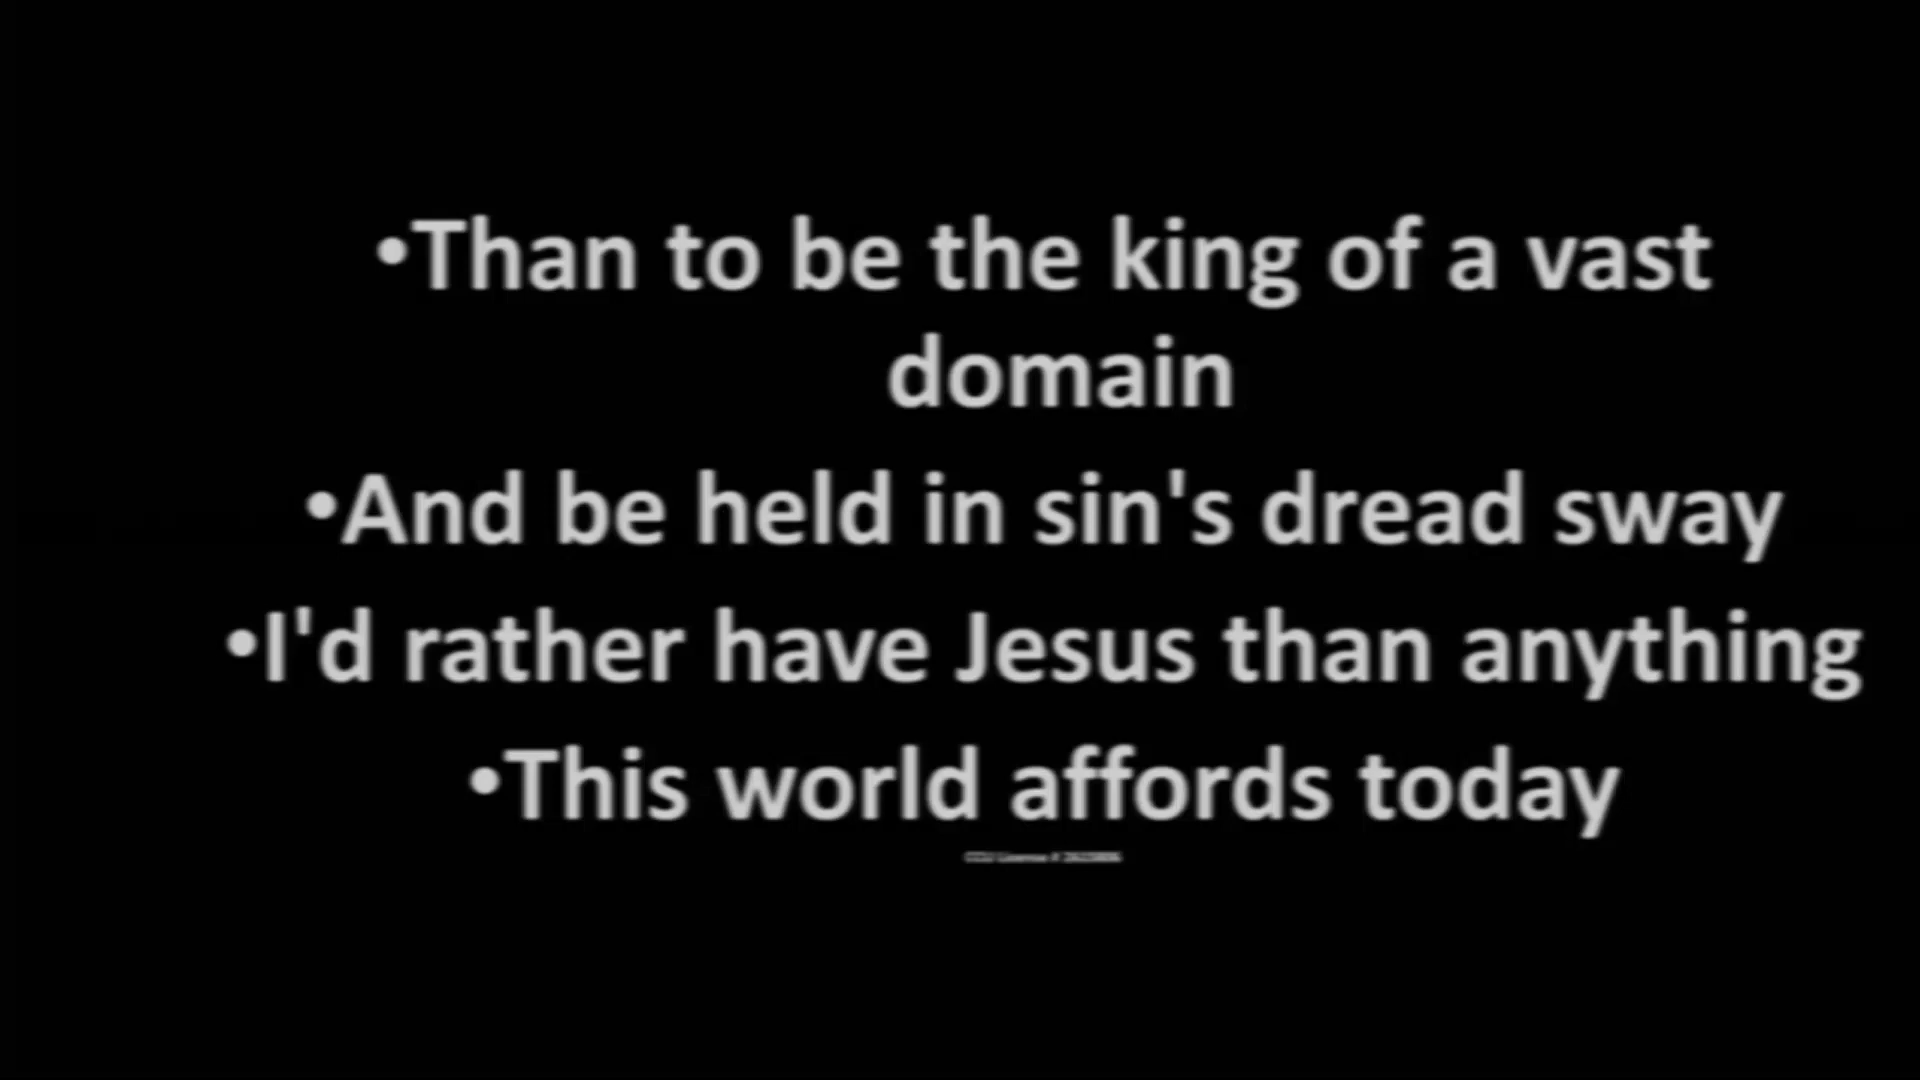 •Than to be the king of a vast
domain
•And be held in sin's dread sway
•I'd rather have Jesus than anything
•This world affords today